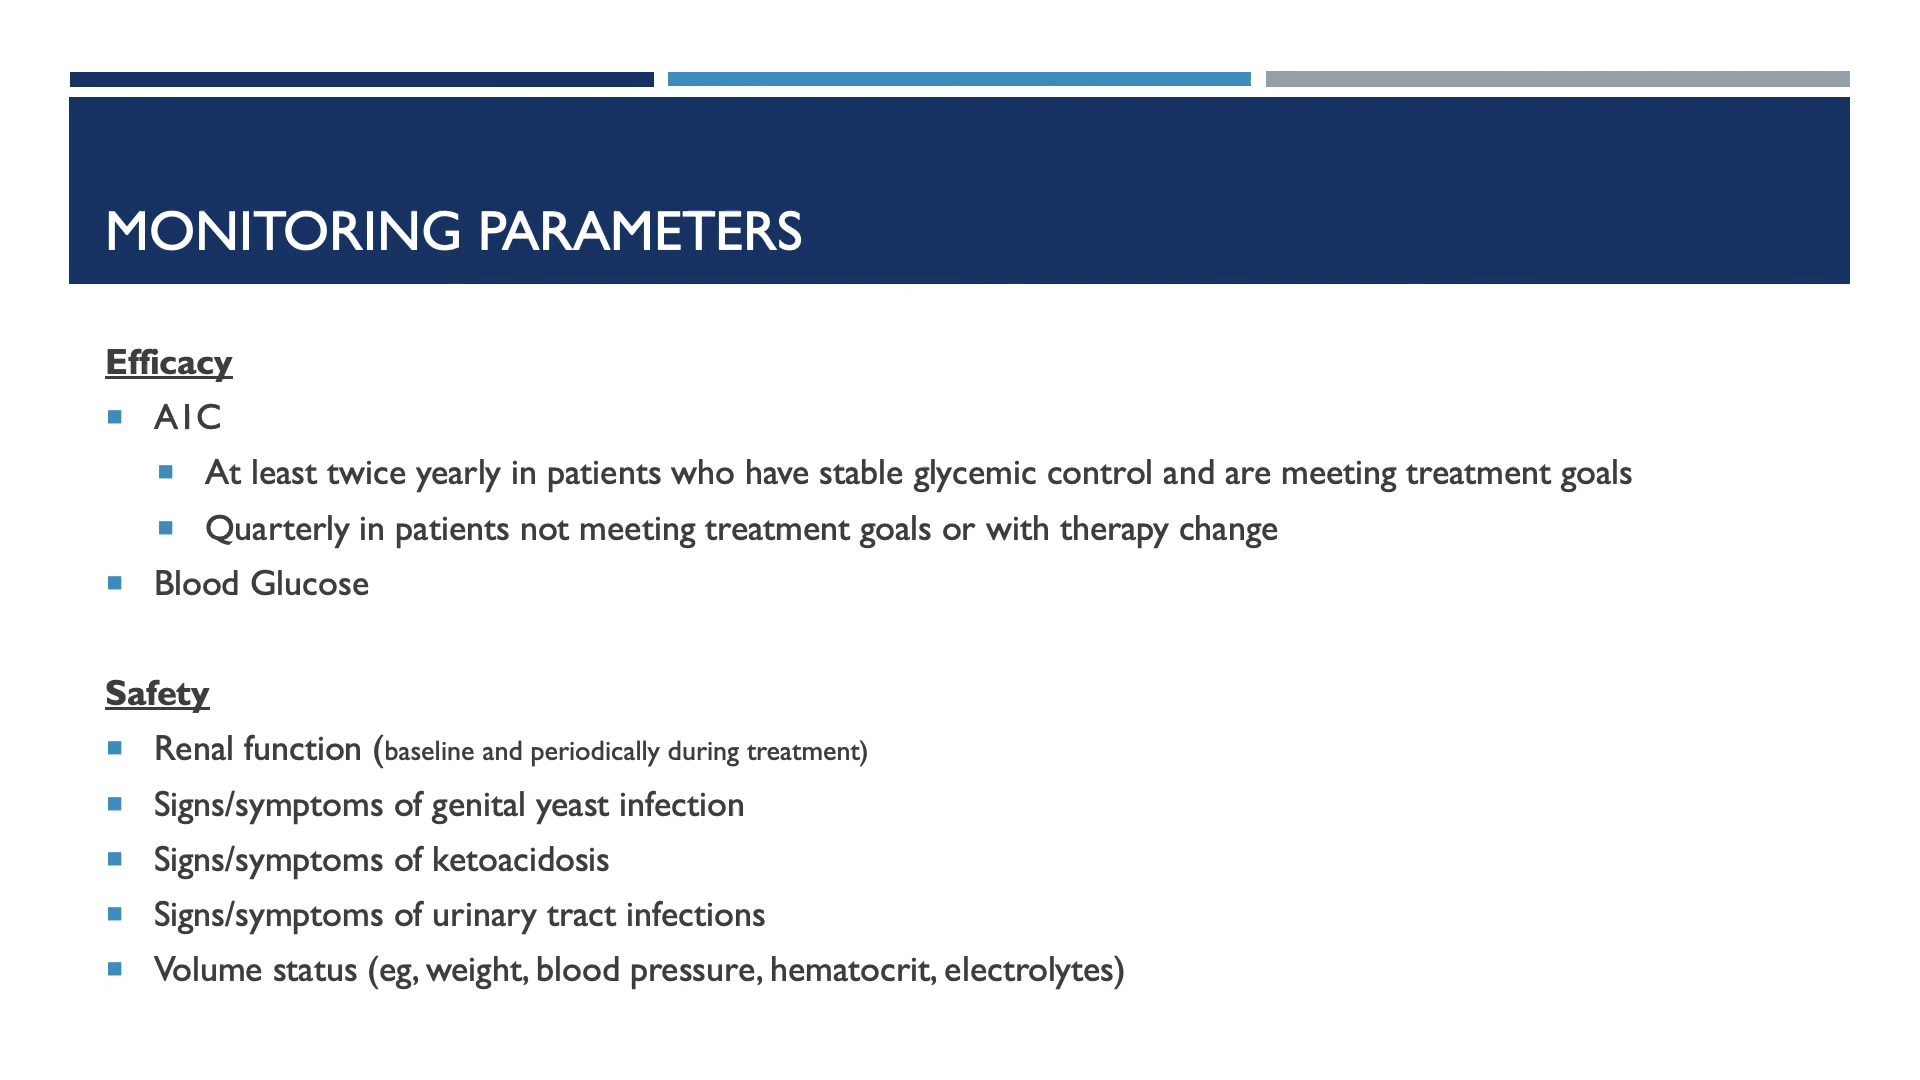 MONITORING PARAMETERS
Efficacy
A1C
At least twice yearly in patients who have stable glycemic control and are meeting treatment goals
Quarterly in patients not meeting treatment goals or with therapy change
Blood Glucose
Safety
Renal function (baseline and periodically during treatment)
Signs/symptoms of genital yeast infection
Signs/symptoms of ketoacidosis
Signs/symptoms of urinary tract infections
Volume status (eg, weight, blood pressure, hematocrit, electrolytes)